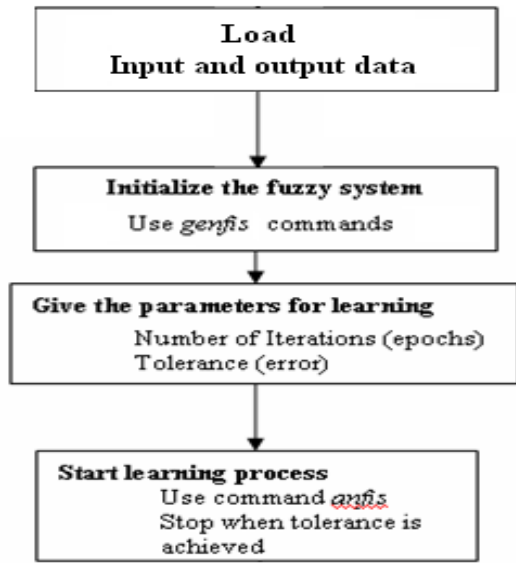 Load
Input and output data
Initialize the fuzzy system
Use genfis commands
Give the parameters for learning
Number of Iterations (epochs)
Tolerance (error)
Start learning process
Use command anfis
Stop when tolerance is
achieved